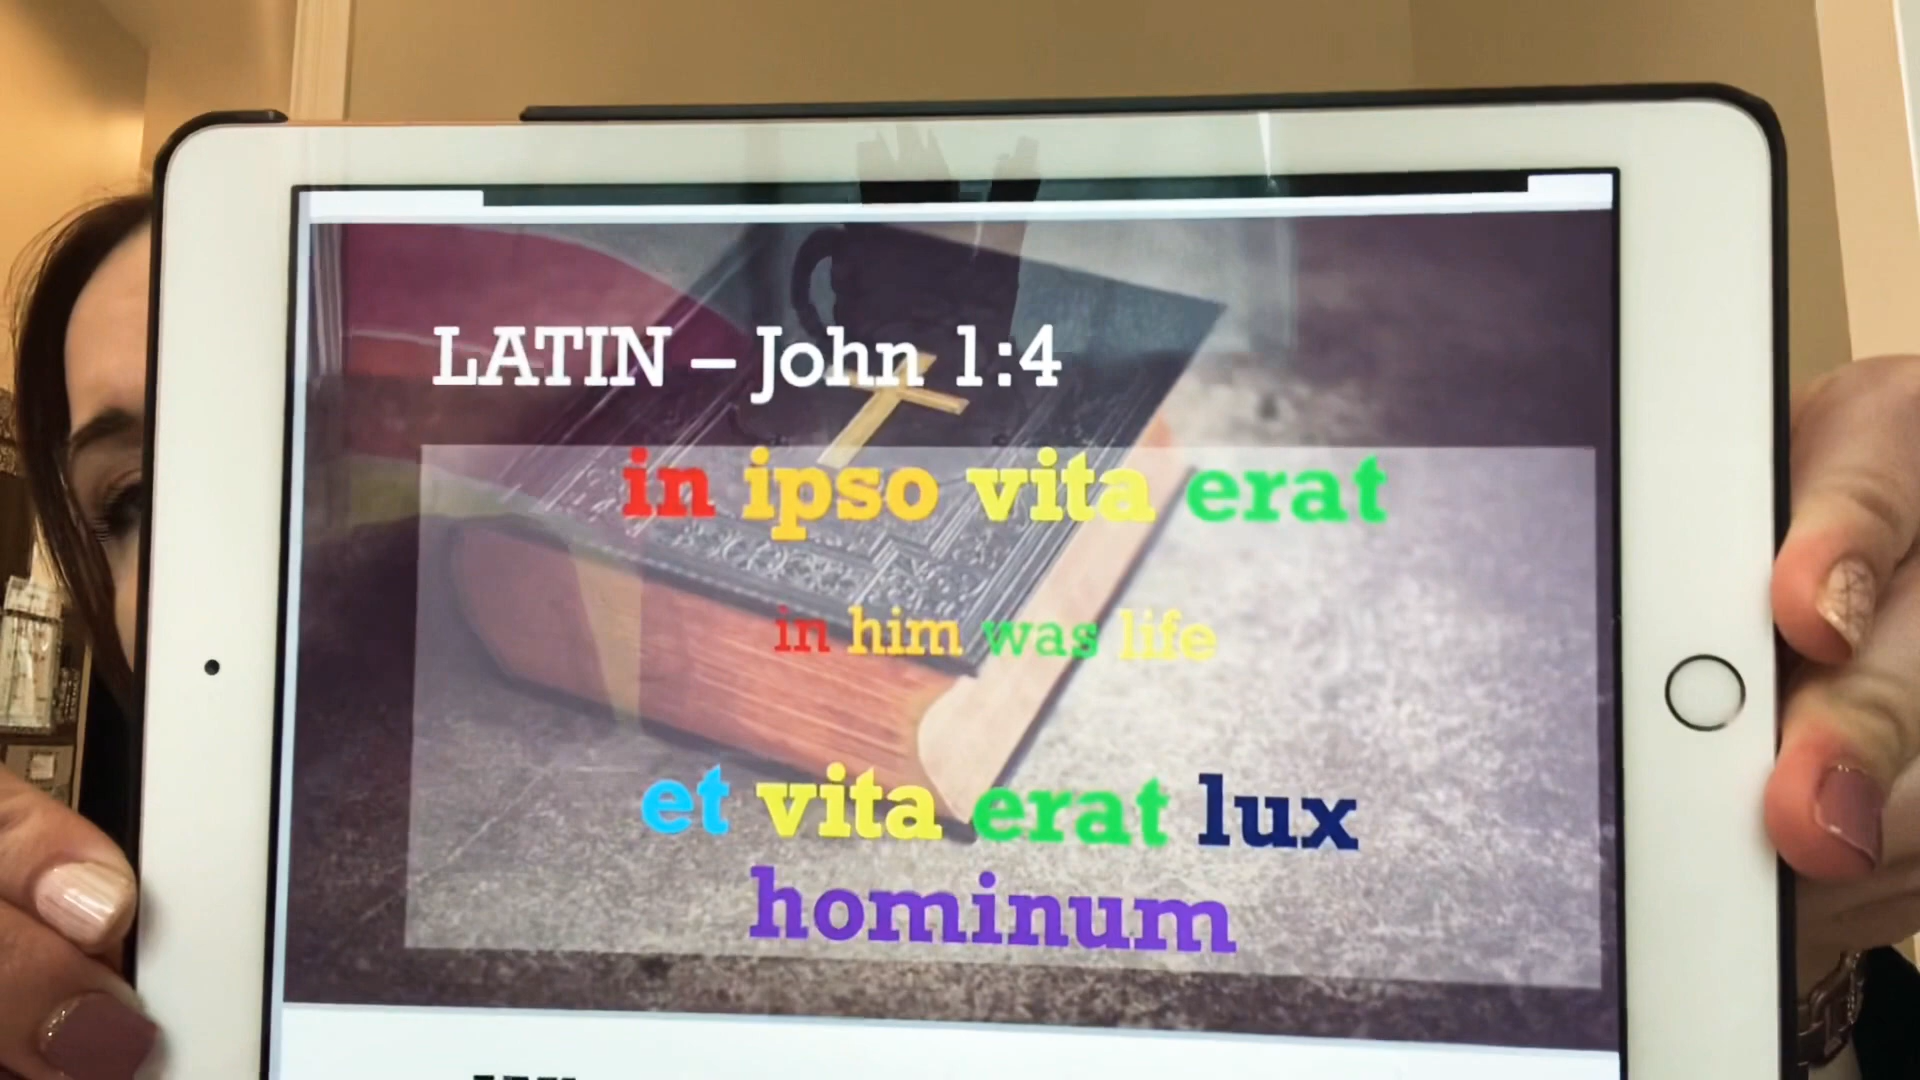 LATIN – John 1:4
in ipso vita erat
in him was life
et vita erat lux
hominum